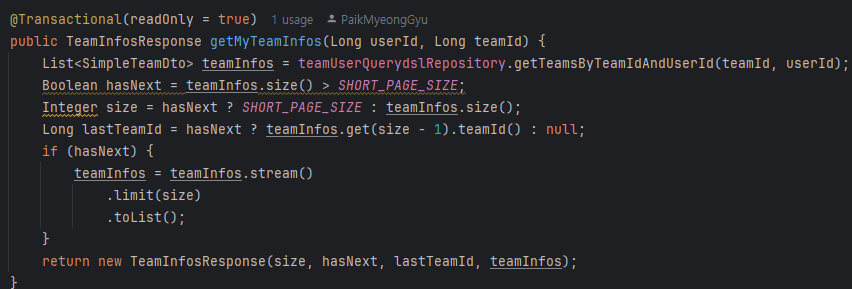 @Transactional(readOnly = true) 1 usage PaikMyeongGyu
public TeamInfosResponse getMyTeamInfos(Long userId, Long teamId) {
    List<SimpleTeamDto> teamInfos = teamUserQuerydslRepository.getTeamsByTeamIdAndUserId(teamId, userId);
    Boolean hasNext = teamInfos.size() > SHORT_PAGE_SIZE;
    Integer size = hasNext ? SHORT_PAGE_SIZE : teamInfos.size();
    Long lastTeamId = hasNext ? teamInfos.get(size - 1).teamId() : null;
    if (hasNext) {
        teamInfos = teamInfos.stream()
            .limit(size)
            .toList();
    }
    return new TeamInfosResponse(size, hasNext, lastTeamId, teamInfos);
}